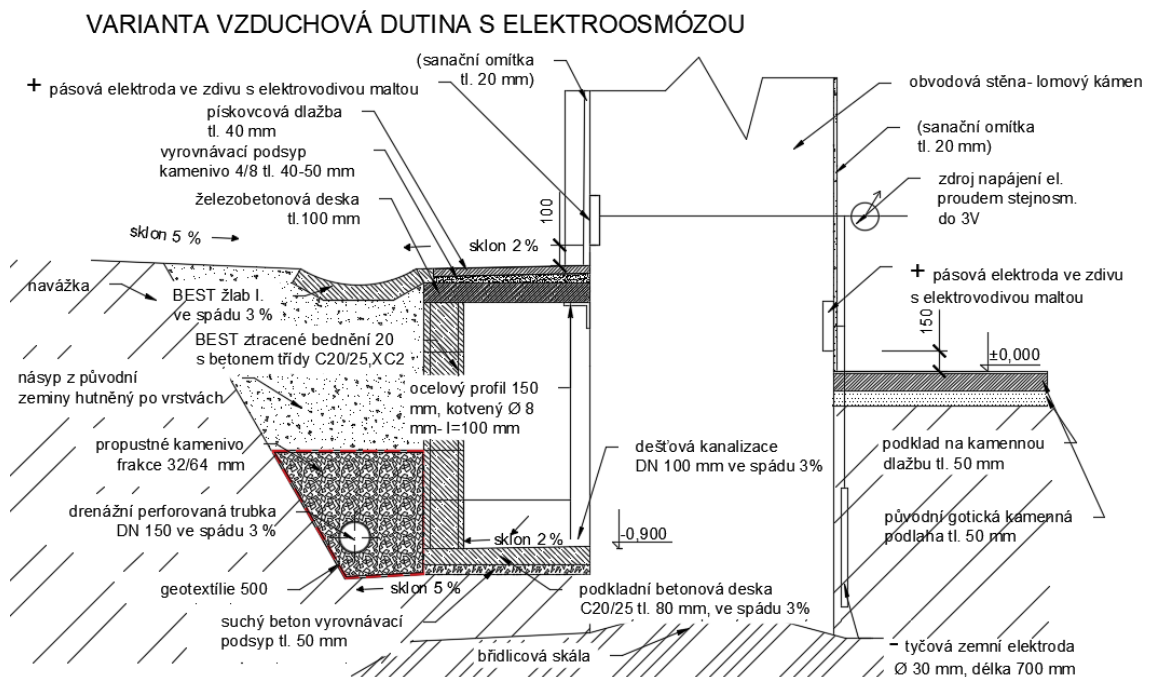 VARIANTA VZDUCHOVÁ DUTINA S ELEKTROOSMÓZOU
(sanační omítka
tl. 20 mm)
+ pásová elektroda ve zdivu s elektrovodivou maltou
pískovcová dlažba
tl. 40 mm
vyrovnávací podsyp
kamenivo 4/8 tl. 40-50 mm
železobetonová deska
tl.100 mm
100
sklon 5 %
sklon 2 %
obvodová stěna- lomový kámen
(sanační omítka
tl. 20 mm)
zdroj napájení el.
proudem stejnosm.
do 3V
+ pásová elektroda ve zdivu
s elektrovodivou maltou
150
±0,000
navážka
BEST žlab I.
ve spádu 3 %
BEST ztracené bednění 20
s betonem třídy C20/25,XC2
násyp z původní
zeminy hutněný po vrstvách
ocelový profil 150
mm, kotvený Ø 8
mm- l=100 mm
propustné kamenivo
frakce 32/64 mm
dešťová kanalizace
DN 100 mm ve spádu 3%
podklad na kamennou
dlažbu tl. 50 mm
drenážní perforovaná trubka
DN 150 ve spádu 3 %
sklon 2 %
-0,900
původní gotická kamenná
podlaha tl. 50 mm
geotextílie 500
sklon 5 %
podkladní betonová deska
C20/25 tl. 80 mm, ve spádu 3%
suchý beton vyrovnávací
podsyp tl. 50 mm
břidlicová skála
- tyčová zemní elektroda
Ø 30 mm, délka 700 mm